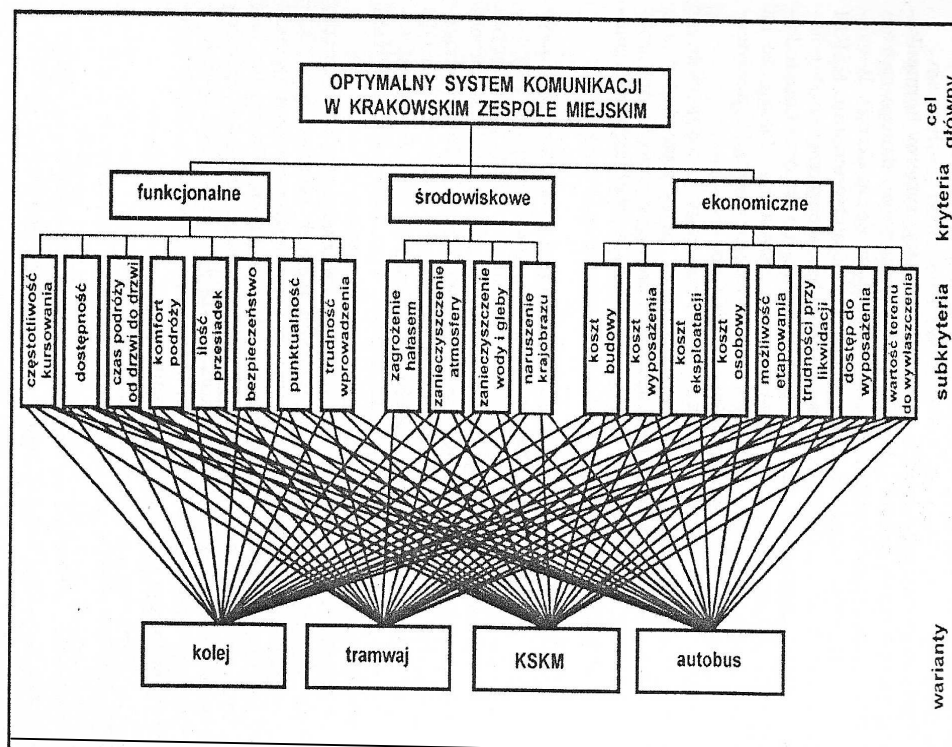 OPTYMALNY SYSTEM KOMUNIKACJI
W KRAKOWSKIM ZESPOLE MIEJSKIM
cel
główny
funkcjonalne
środowiskowe
ekonomiczne
kryteria
częstotliwość
kursowania
dostępność
czas podróży
od drzwi do drzwi
komfort
podróży
ilość
przesiadek
bezpieczeństwo
punktualność
trudność
wprowadzenia
zagrożenie
hałasem
zanieczyszczenie
atmosfery
zanieczyszczenie
wody i gleby
naruszenie
krajobrazu
koszt
budowy
koszt
wyposażenia
koszt
eksploatacji
koszt
osobowy
możliwość
etapowania
trudności przy
likwidacji
dostęp do
wyposażenia
wartość terenu
do wywłaszczenia
subkryteria
kolej
tramwaj
KSKM
autobus
warianty